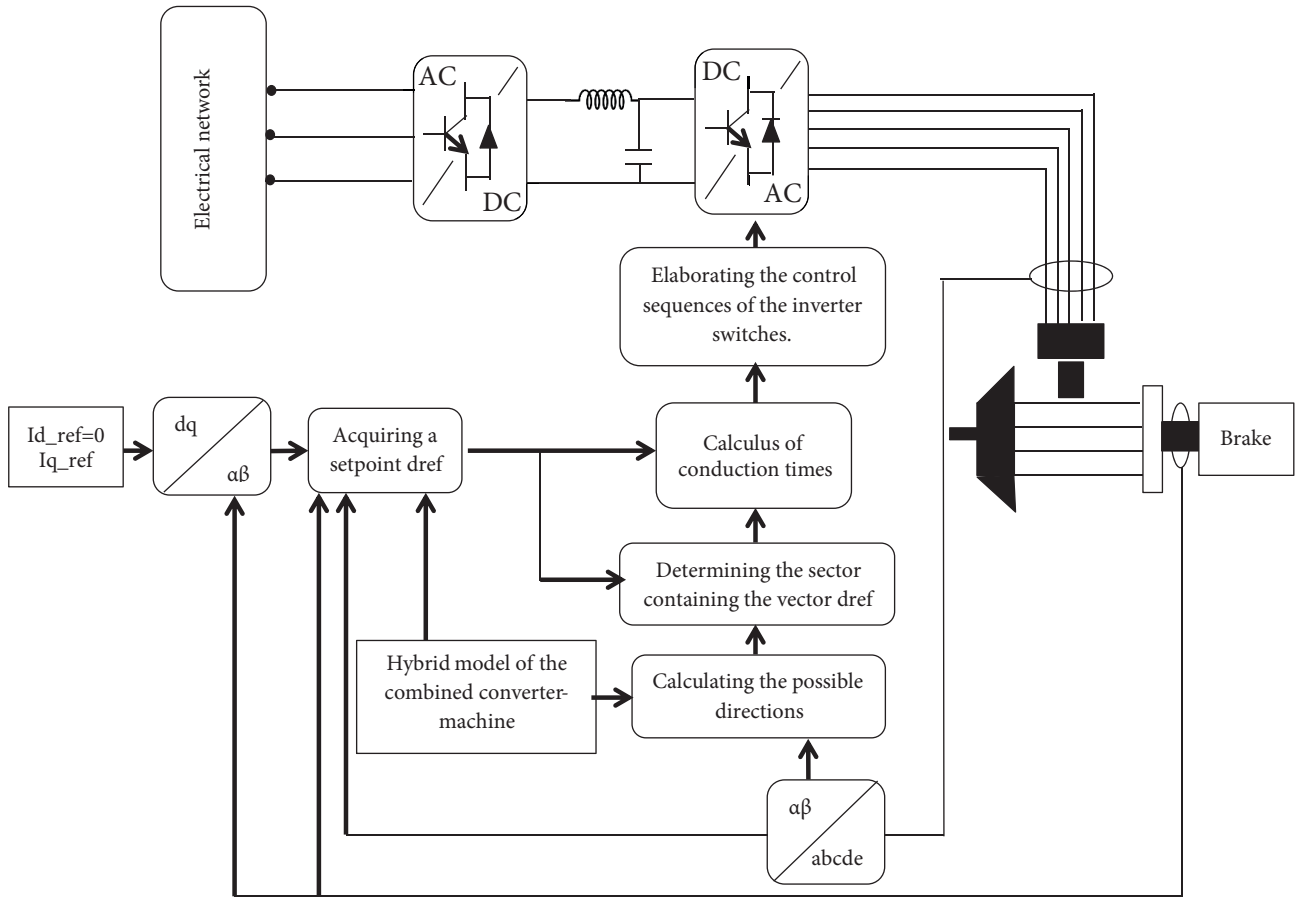 Electrical network
AC
DC
DC
AC
Elaborating the control
sequences of the inverter
switches.
Id_ref=0
Iq_ref
dq
αβ
Acquiring a
setpoint dref
Calculus of
conduction times
Brake
Determining the sector
containing the vector dref
Hybrid model of the
combined converter-
machine
Calculating the possible
directions
αβ
abcde